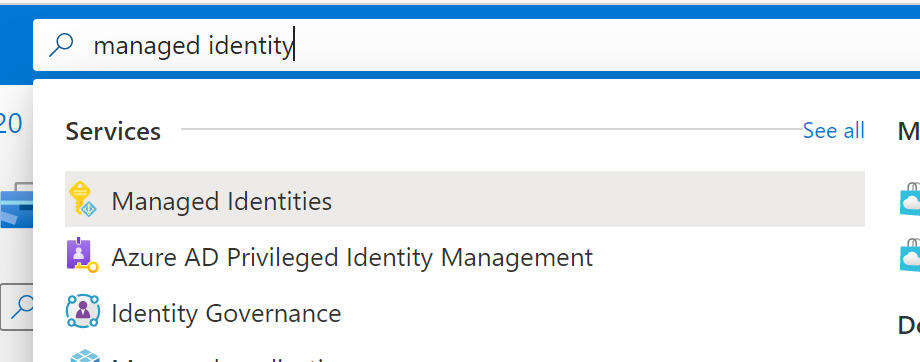 managed identity
20
Services
See all
M
Managed Identities
Azure AD Privileged Identity Management
Identity Governance